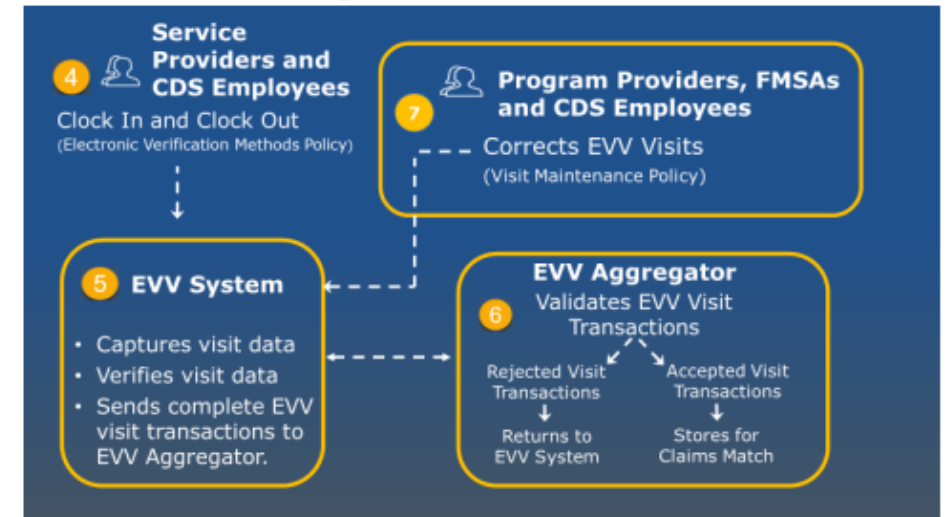 4
Service
Providers and
CDS Employees
Clock In and Clock Out
(Electronic Verification Methods Policy)
7
Program Providers, FMSAs
and CDS Employees
Corrects EVV Visits
(Visit Maintenance Policy)
5
EVV System
• Captures visit data
• Verifies visit data
• Sends complete EVV
visit transactions to
EVV Aggregator.
EVV Aggregator
6
Validates EVV Visit
Transactions
Rejected Visit
Transactions
Returns to
EVV System
Accepted Visit
Transactions
Stores for
Claims Match